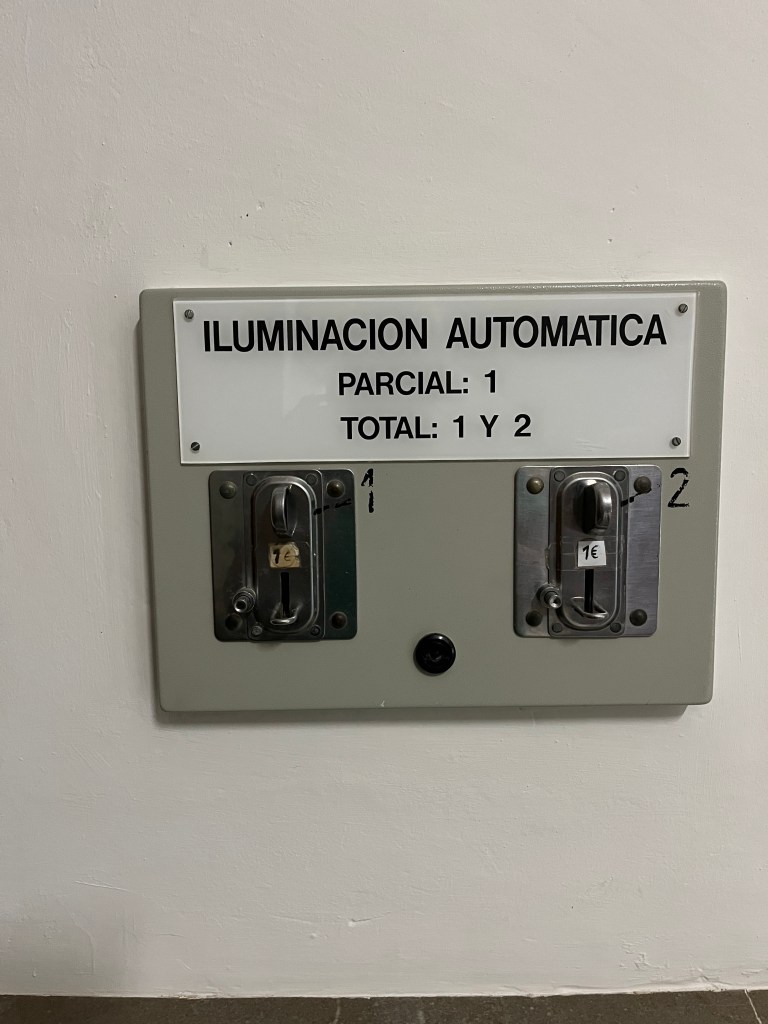 ILUMINACION AUTOMATICA
PARCIAL: 1
TOTAL: 1 Y 2
1
2
1€
1€